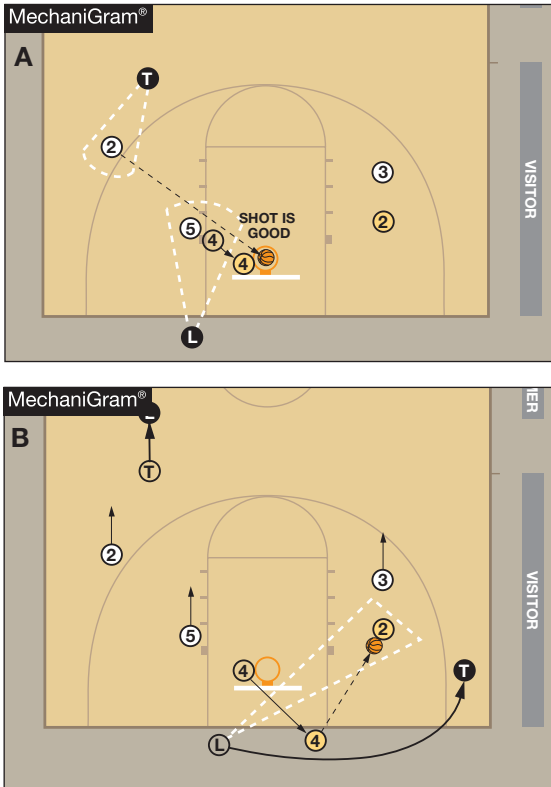 MechaniGram®
A
T
2
3
2
VISITOR
5
4
4
SHOT IS
GOOD
L
MechaniGram®
B
L
T
2
3
5
2
4
4
L
T
VISITOR